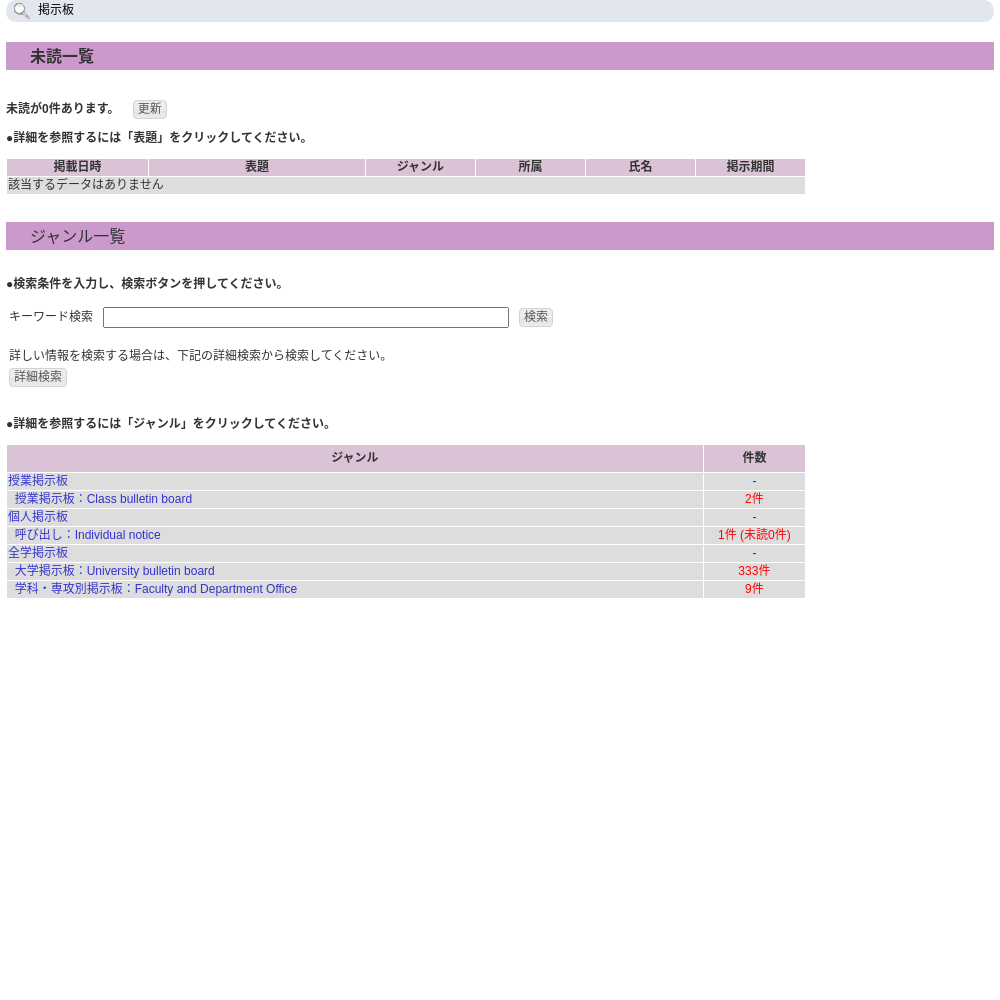 掲示板
未読一覧
未読が0件あります。 更新
●詳細を参照するには「表題」をクリックしてください。
掲載日時 表題 ジャンル 所属 氏名 掲示期間
該当するデータはありません
ジャンル一覧
●検索条件を入力し、検索ボタンを押してください。
キーワード検索 検索
詳しい情報を検索する場合は、下記の詳細検索から検索してください。
詳細検索
●詳細を参照するには「ジャンル」をクリックしてください。
ジャンル 件数
授業掲示板 -
授業掲示板：Class bulletin board 2件
個人掲示板 -
呼び出し：Individual notice 1件 (未読0件)
全学掲示板 -
大学掲示板：University bulletin board 333件
学科・専攻別掲示板：Faculty and Department Office 9件